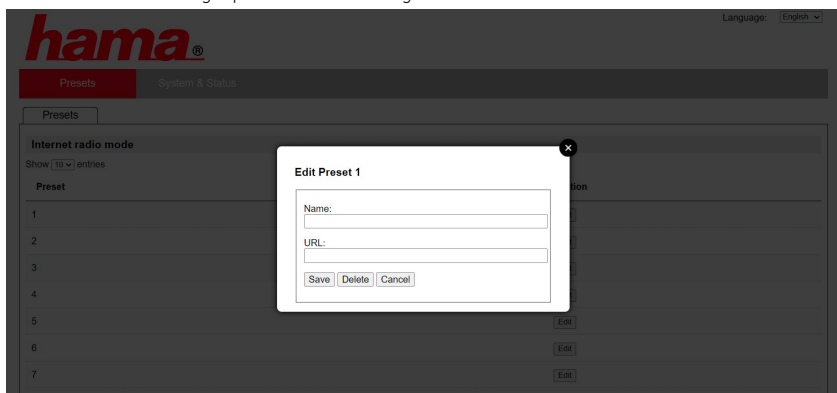 Language: English
hama®
Presets System & Status
Presets
Internet radio mode
Show 10 entries
Preset
Edit Preset 1
Name:
URL:
Save Delete Cancel
1
2
3
4
5 Edit
6 Edit
7 Edit